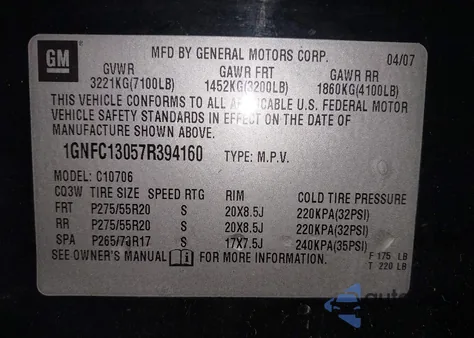 GM
MFD BY GENERAL MOTORS CORP. 04/07
GVWR GAWR FRT GAWR RR
3221KG(7100LB) 1452KG(3200LB) 1860KG(4100LB)
THIS VEHICLE CONFORMS TO ALL APPLICABLE U.S. FEDERAL MOTOR
VEHICLE SAFETY STANDARDS IN EFFECT ON THE DATE OF
MANUFACTURE SHOWN ABOVE.
1GNFC13057R394160 TYPE: M.P.V.
MODEL: C10706
CQ3W TIRE SIZE SPEED RTG RIM COLD TIRE PRESSURE
FRT P275/55R20 S 20X8.5J 220KPA(32PSI)
RR P275/55R20 S 20X8.5J 220KPA(32PSI)
SPA P265/70R17 S 17X7.5J 240KPA(35PSI)
SEE OWNER'S MANUAL FOR MORE INFORMATION.
F 175 LB
T 220 LB